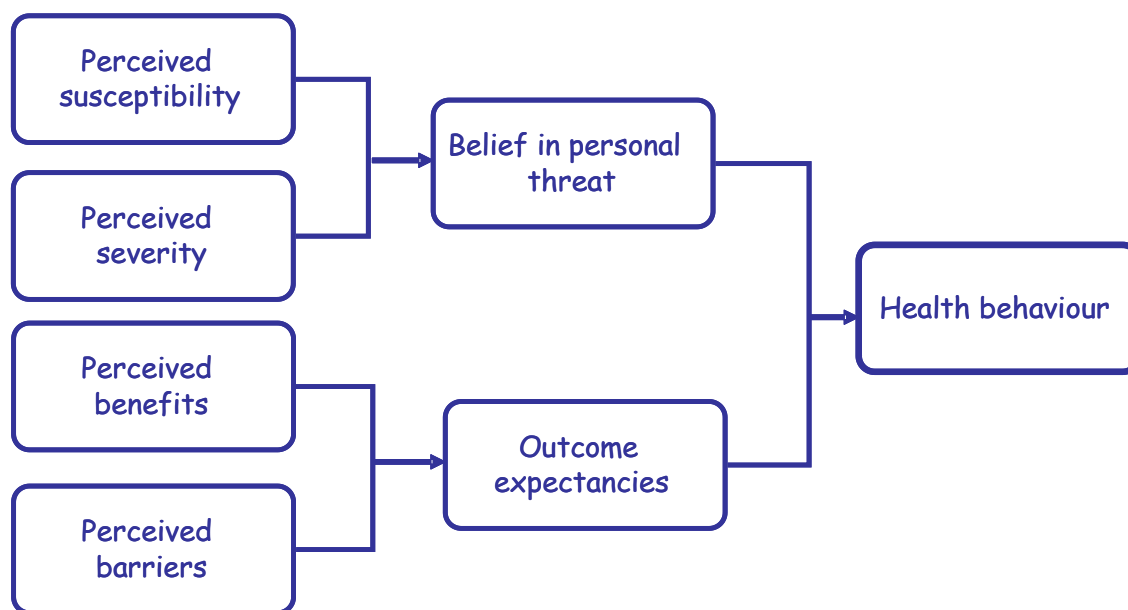 Perceived
susceptibility
Perceived
severity
Perceived
benefits
Perceived
barriers
Belief in personal
threat
Outcome
expectancies
Health behaviour